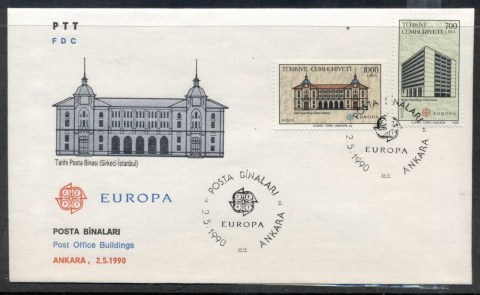 PTT
FDC
Tarihi Posta Binası (Sirkeci-İstanbul)
EUROPA
POSTA BİNALARI
Post Office Buildings
ANKARA, 2.5.1990
TÜRKİYE CUMHURİYETİ
1000
LİRA
TÜRKİYE
CUMHURİYETİ
700
LİRA
POSTA BİNALARI
EUROPA
" 2.5.1990
ANKARA "
POSTA BİNALARI
EUROPA
" 2.5.1990
ANKARA "